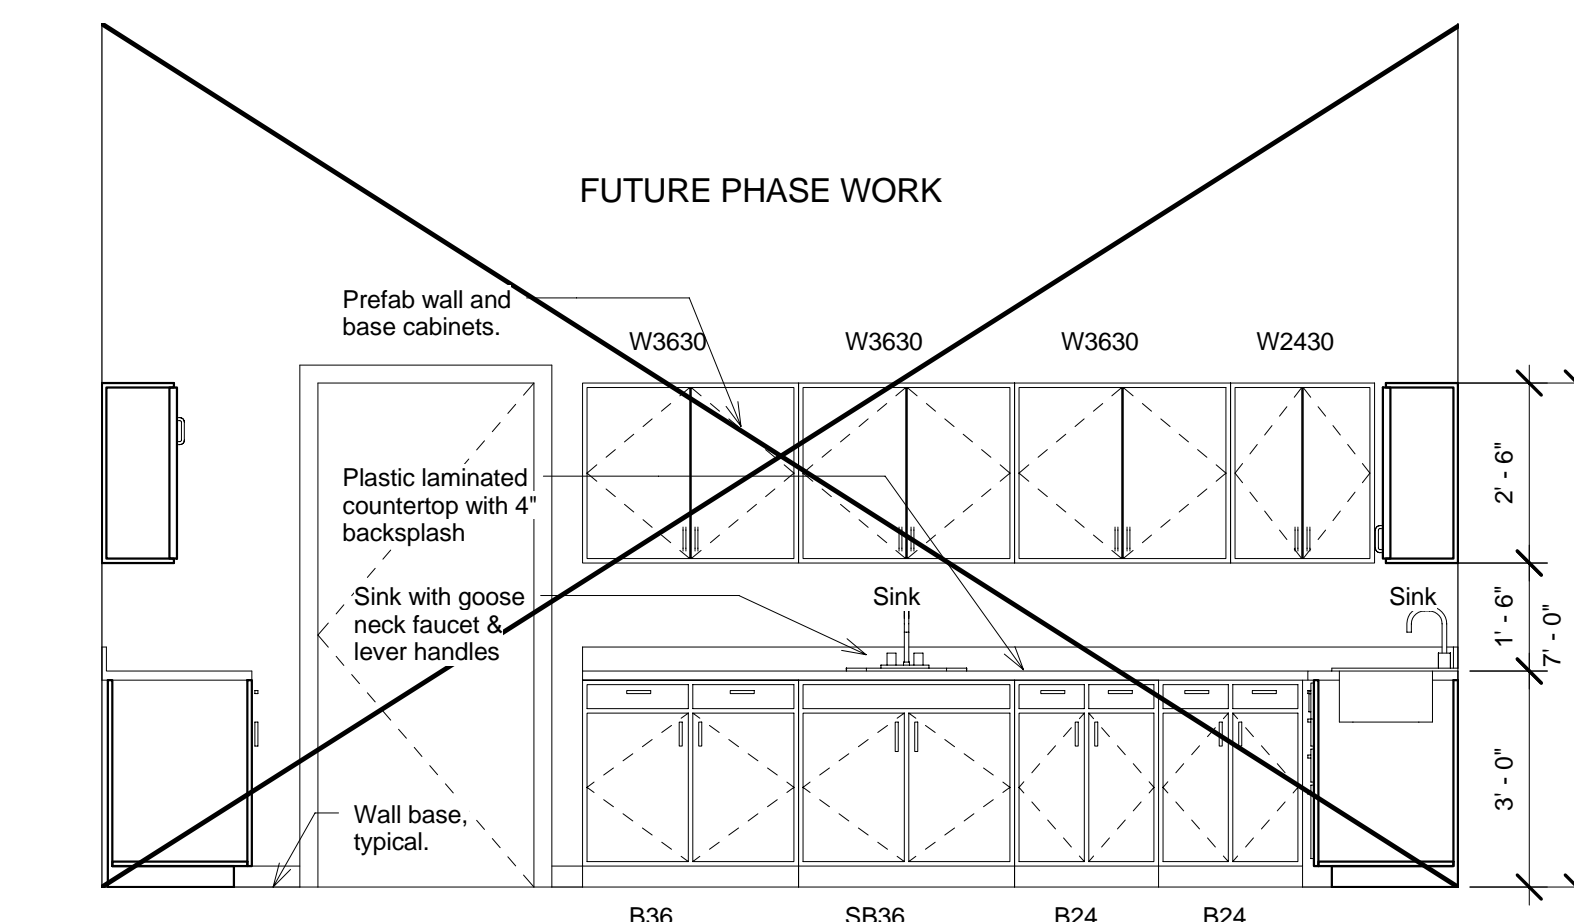 FUTURE PHASE WORK
Prefab wall and
base cabinets.
W3630
W3630
W3630
W2430
2' - 6"
Plastic laminated
countertop with 4"
backsplash
Sink with goose
neck faucet &
lever handles
Sink
Sink
1' - 6"
7' - 0"
3' - 0"
Wall base,
typical.
B36
SB36
B24
B24